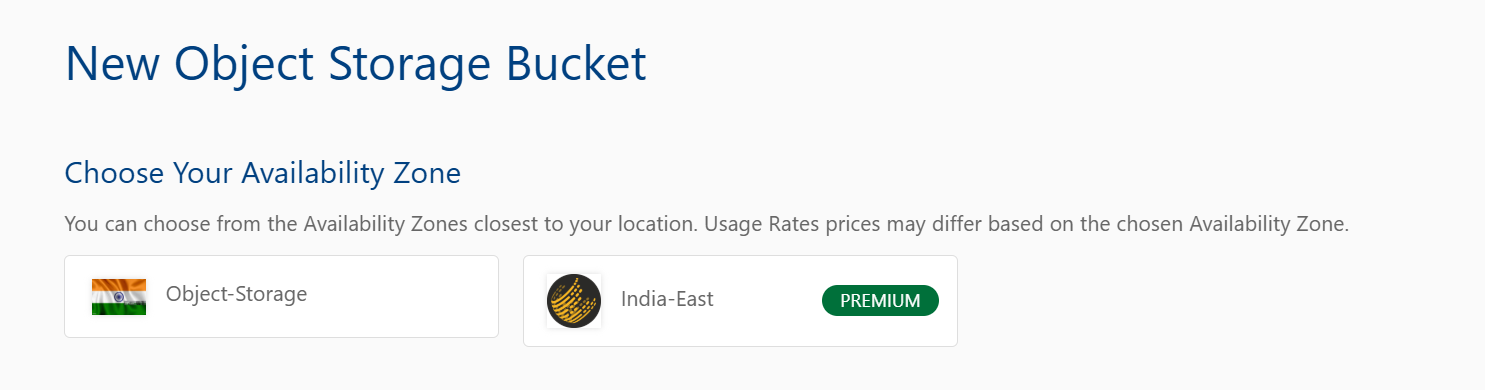 New Object Storage Bucket
Choose Your Availability Zone
You can choose from the Availability Zones closest to your location. Usage Rates prices may differ based on the chosen Availability Zone.
Object-Storage
India-East
PREMIUM